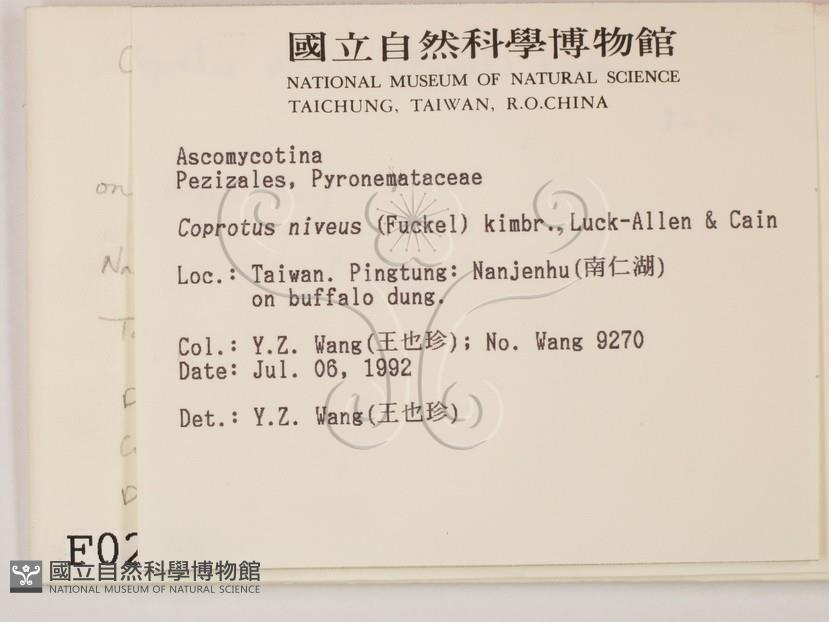 國立自然科學博物館
NATIONAL MUSEUM OF NATURAL SCIENCE
TAICHUNG, TAIWAN, R.O.CHINA
Ascomycotina
Pezizales, Pyronemataceae
Coprotus niveus (Fuckel) kimbr., Luck-Allen & Cain
Loc.: Taiwan. Pingtung: Nanjenhu(南仁湖)
on buffalo dung.
Col.: Y.Z. Wang(王也珍); No. Wang 9270
Date: Jul. 06, 1992
Det.: Y.Z. Wang(王也珍)
on
Na
F02
國立自然科學博物館
NATIONAL MUSEUM OF NATURAL SCIENCE